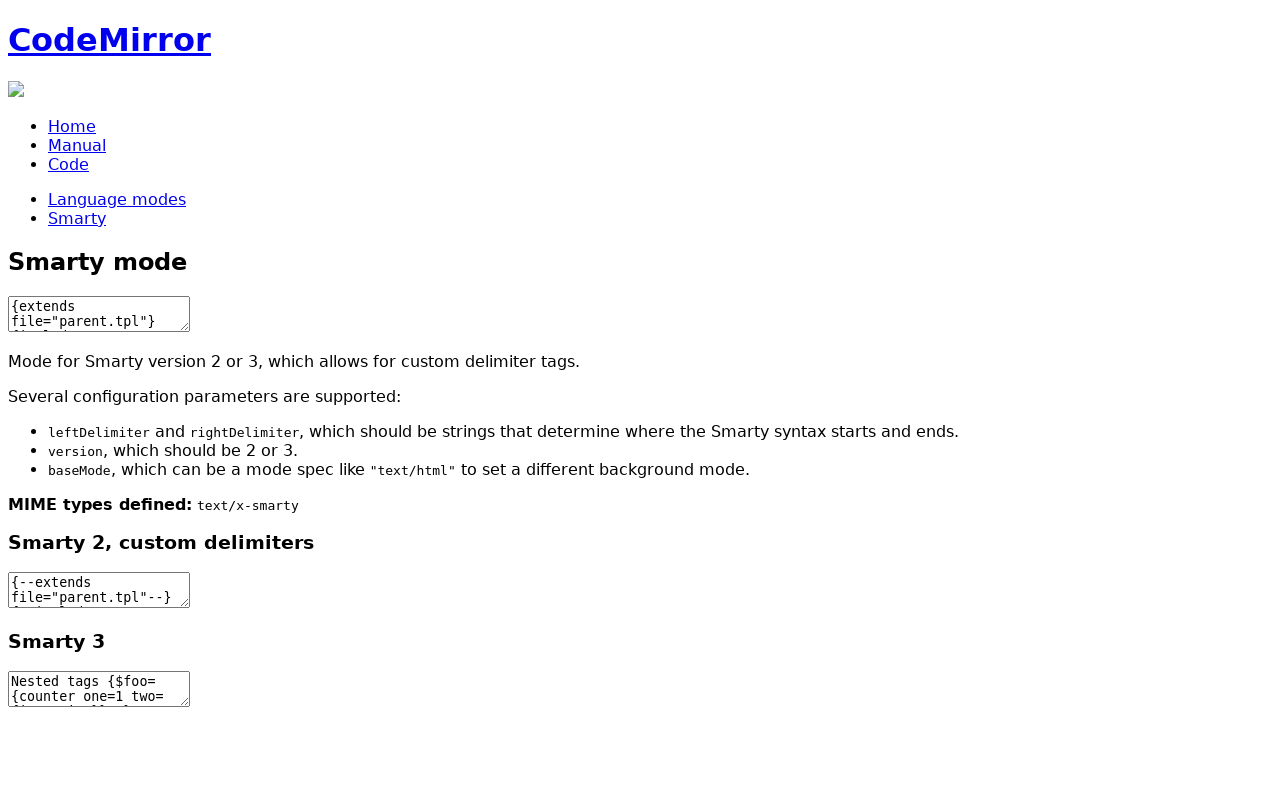 CodeMirror
Home
Manual
Code
Language modes
Smarty
Smarty mode
{extends
file="parent.tpl"}
Mode for Smarty version 2 or 3, which allows for custom delimiter tags.
Several configuration parameters are supported:
leftDelimiter and rightDelimiter, which should be strings that determine where the Smarty syntax starts and ends.
version, which should be 2 or 3.
baseMode, which can be a mode spec like "text/html" to set a different background mode.
MIME types defined: text/x-smarty
Smarty 2, custom delimiters
{--extends
file="parent.tpl"--}
Smarty 3
Nested tags {$foo=
{counter one=1 two=